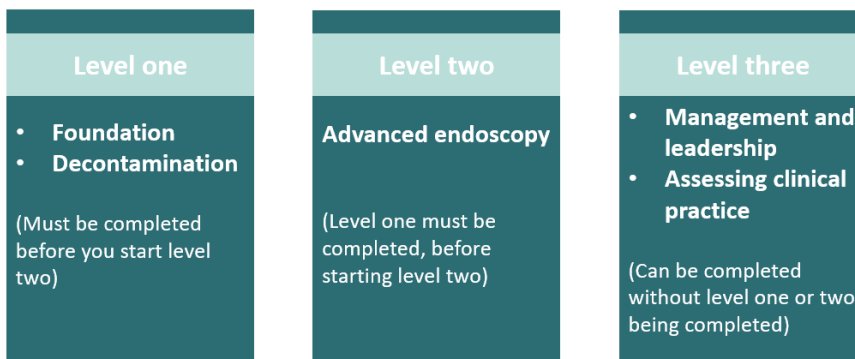 Level one
• Foundation
• Decontamination
(Must be completed
before you start level
two)
Level two
Advanced endoscopy
(Level one must be
completed, before
starting level two)
Level three
• Management and
leadership
• Assessing clinical
practice
(Can be completed
without level one or two
being completed)